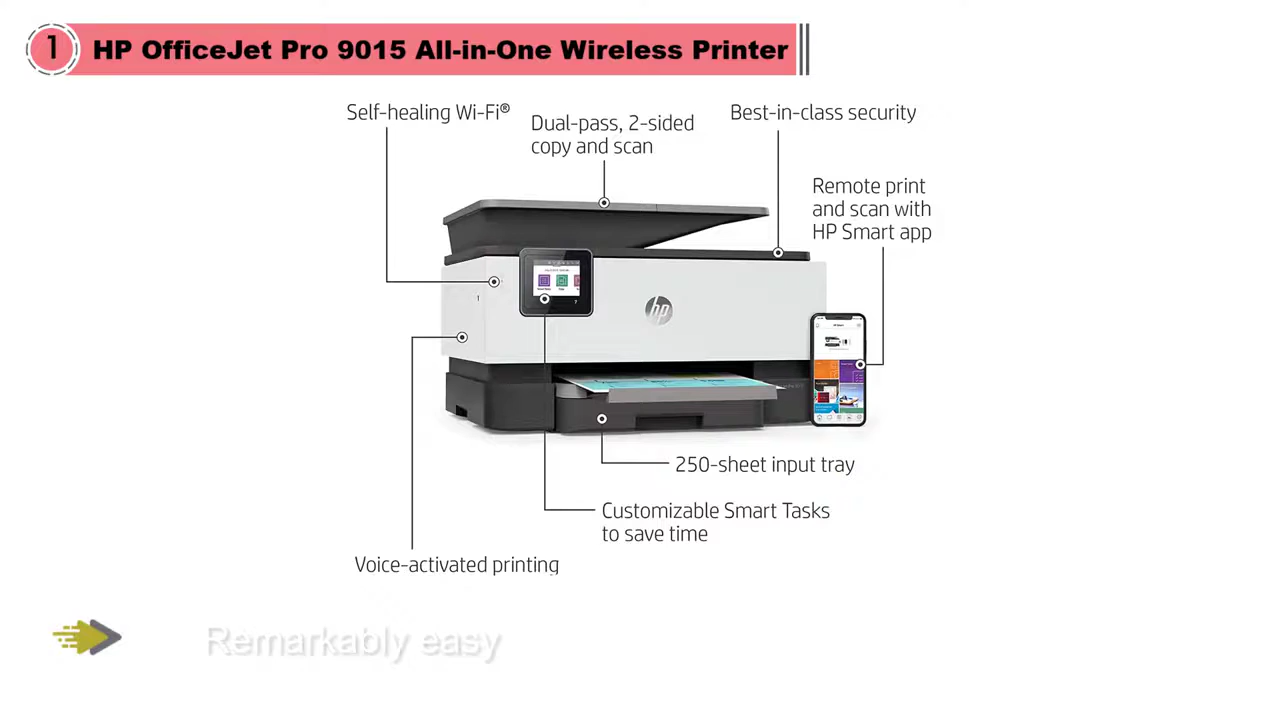 1
HP OfficeJet Pro 9015 All-in-One Wireless Printer
Self-healing Wi-Fi®
Dual-pass, 2-sided
copy and scan
Best-in-class security
Remote print
and scan with
HP Smart app
hp
250-sheet input tray
Customizable Smart Tasks
to save time
Voice-activated printing
Remarkably easy